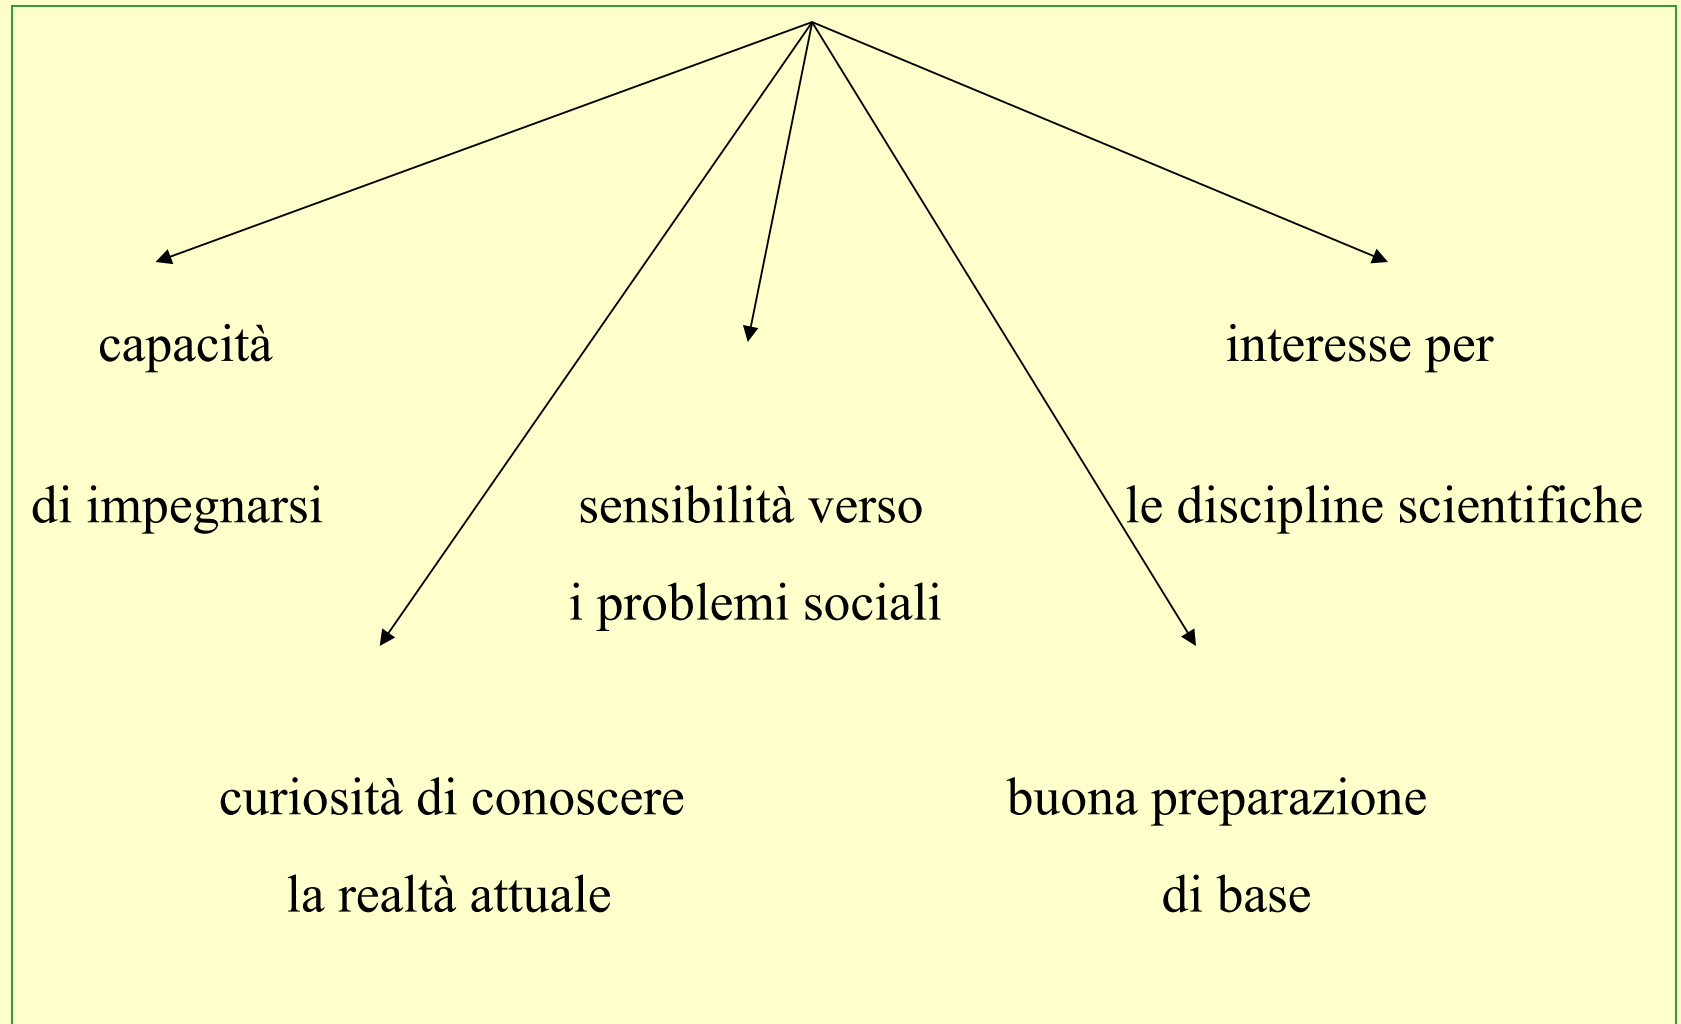 capacità
interesse per
di impegnarsi
sensibilità verso
le discipline scientifiche
i problemi sociali
curiosità di conoscere
buona preparazione
la realtà attuale
di base